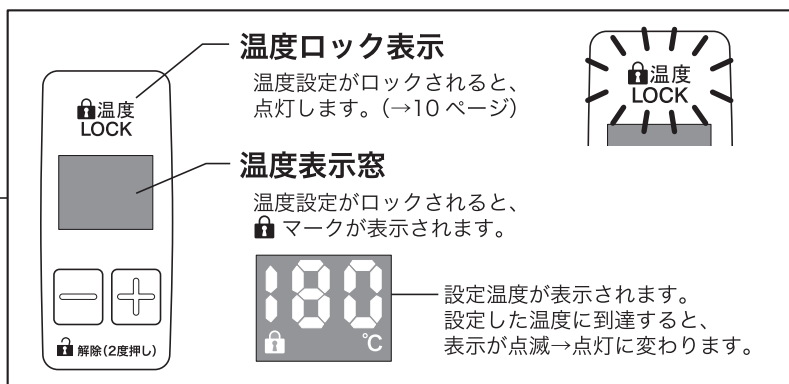 温度ロック表示
温度設定がロックされると、
点灯します。（→10 ページ）
温度
LOCK
温度
LOCK
温度表示窓
温度設定がロックされると、
マークが表示されます。
180
℃
設定温度が表示されます。
設定した温度に到達すると、
表示が点滅→点灯に変わります。
− +
解除(2度押し)